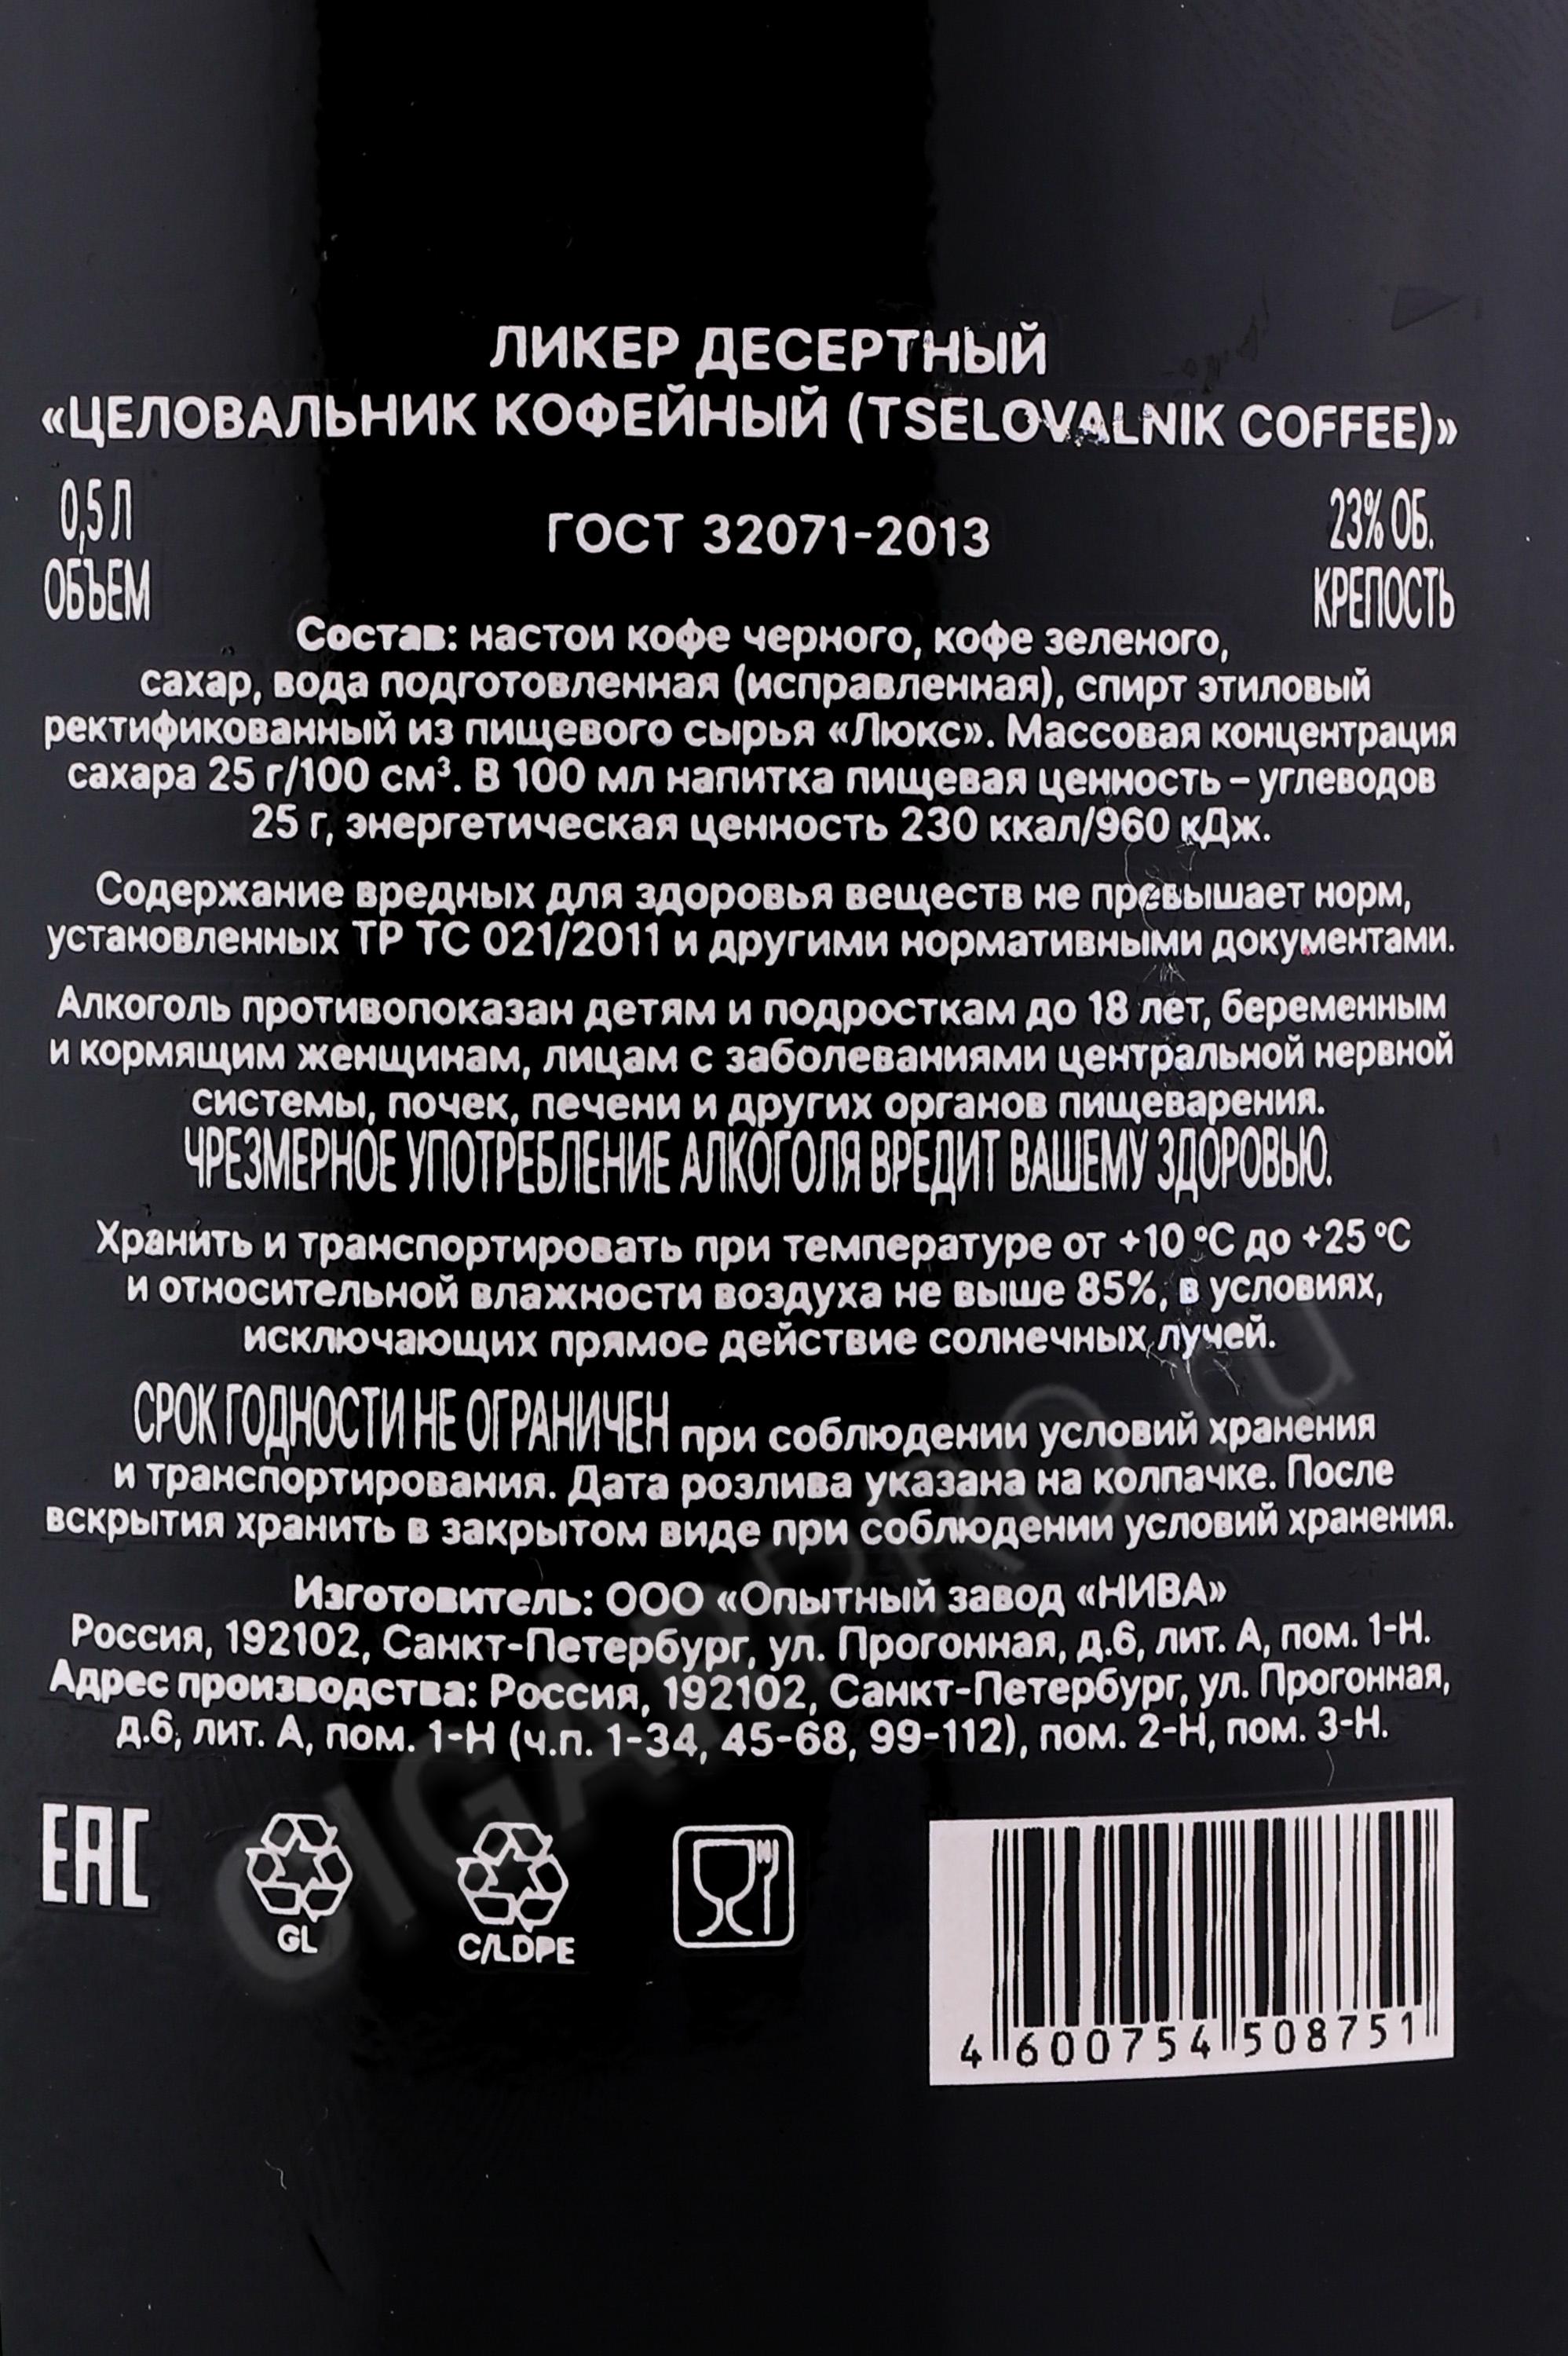 ЛИКЕР ДЕСЕРТНЫЙ
«ЦЕЛОВАЛЬНИК КОФЕЙНЫЙ (TSELOVALNIK COFFEE)»
0,5 Л
ОБЪЕМ
ГОСТ 32071-2013
23% ОБ.
КРЕПОСТЬ
Состав: настои кофе черного, кофе зеленого,
сахар, вода подготовленная (исправленная), спирт этиловый
ректификованный из пищевого сырья «Люкс». Массовая концентрация
сахара 25 г/100 см³. В 100 мл напитка пищевая ценность – углеводов
25 г, энергетическая ценность 230 ккал/960 кДж.
Содержание вредных для здоровья веществ не превышает норм,
установленных ТР ТС 021/2011 и другими нормативными документами.
Алкоголь противопоказан детям и подросткам до 18 лет, беременным
и кормящим женщинам, лицам с заболеваниями центральной нервной
системы, почек, печени и других органов пищеварения.
ЧРЕЗМЕРНОЕ УПОТРЕБЛЕНИЕ АЛКОГОЛЯ ВРЕДИТ ВАШЕМУ ЗДОРОВЬЮ.
Хранить и транспортировать при температуре от +10 °C до +25 °C
и относительной влажности воздуха не выше 85%, в условиях,
исключающих прямое действие солнечных лучей.
СРОК ГОДНОСТИ НЕ ОГРАНИЧЕН при соблюдении условий хранения
и транспортирования. Дата розлива указана на колпачке. После
вскрытия хранить в закрытом виде при соблюдении условий хранения.
Изготовитель: ООО «Опытный завод «НИВА»
Россия, 192102, Санкт-Петербург, ул. Прогонная, д.6, лит. А, пом. 1-Н.
Адрес производства: Россия, 192102, Санкт-Петербург, ул. Прогонная,
д.6, лит. А, пом. 1-Н (ч.п. 1-34, 45-68, 99-112), пом. 2-Н, пом. 3-Н.
EAC
GL
C/LDPE
4 600754 508751
CIGARPRO.ru